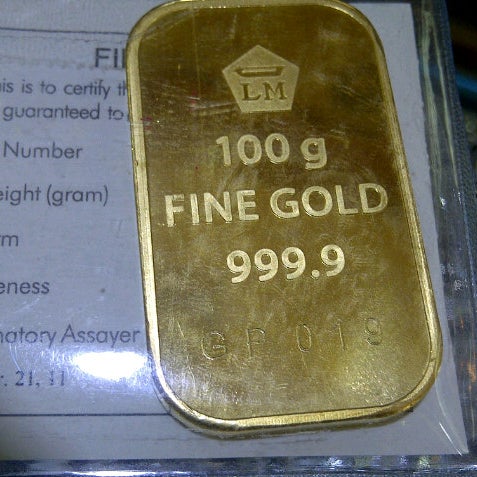 FI
is is to certify th
guaranteed to
Number
eight (gram)
rm
eness
natory Assayer
r. 21, 11
LM
100 g
FINE GOLD
999.9
GP 019